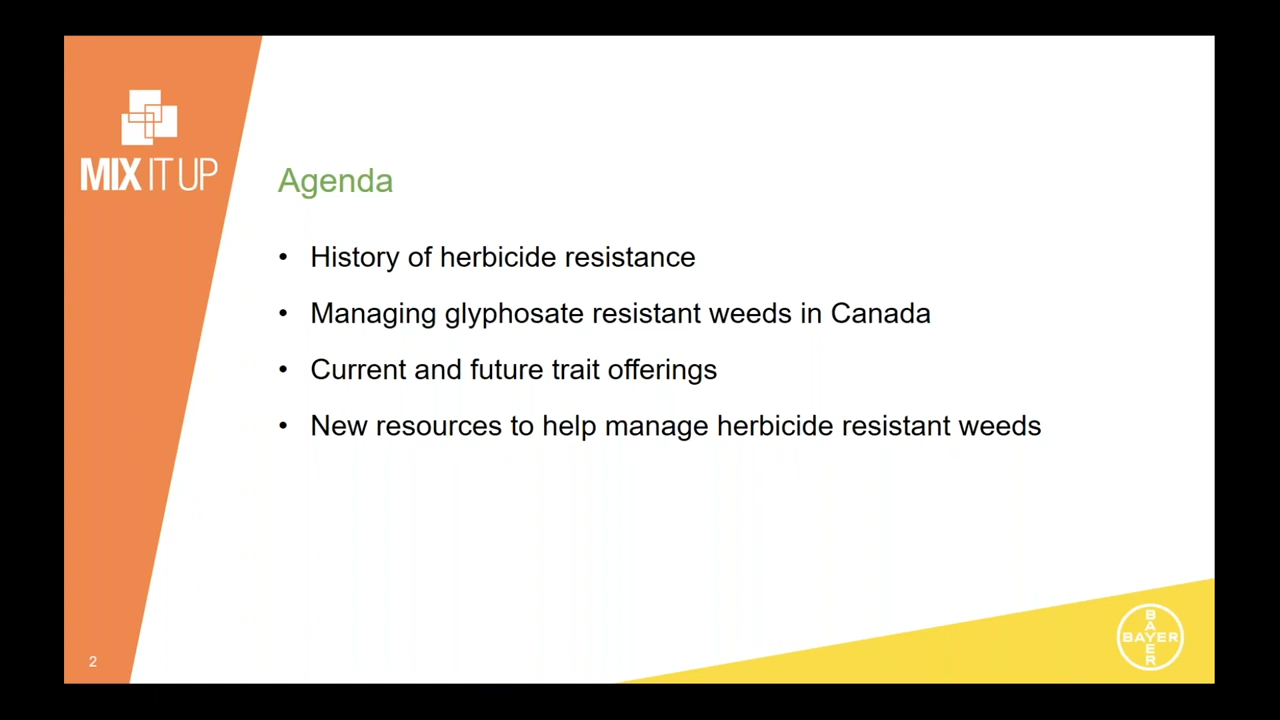 MIX IT UP
Agenda
• History of herbicide resistance
• Managing glyphosate resistant weeds in Canada
• Current and future trait offerings
• New resources to help manage herbicide resistant weeds
2
BAYER
BAYER